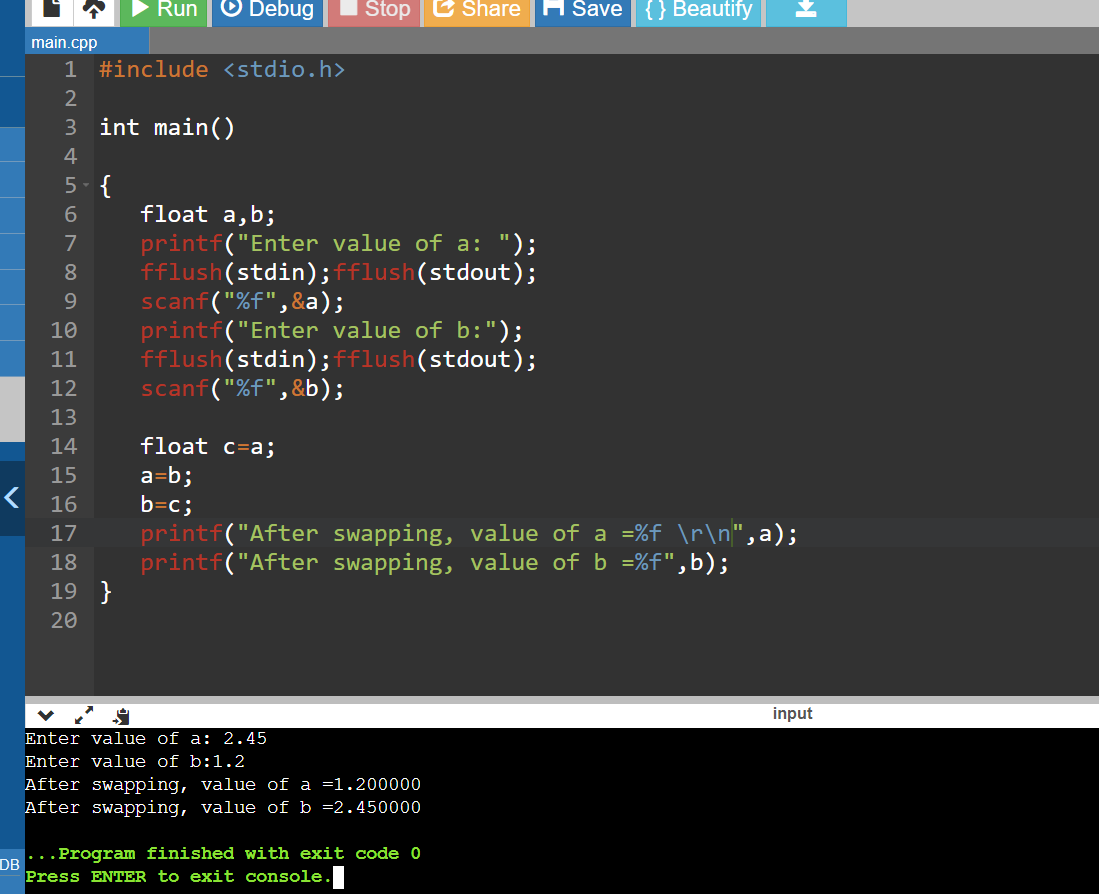 Run Debug Stop Share Save {} Beautify
main.cpp
1 #include <stdio.h>
2
3 int main()
4
5 {
6 float a,b;
7 printf("Enter value of a: ");
8 fflush(stdin);fflush(stdout);
9 scanf("%f",&a);
10 printf("Enter value of b:");
11 fflush(stdin);fflush(stdout);
12 scanf("%f",&b);
13
14 float c=a;
15 a=b;
16 b=c;
17 printf("After swapping, value of a =%f \r\n",a);
18 printf("After swapping, value of b =%f",b);
19 }
20
input
Enter value of a: 2.45
Enter value of b:1.2
After swapping, value of a =1.200000
After swapping, value of b =2.450000
...Program finished with exit code 0
DB
Press ENTER to exit console.